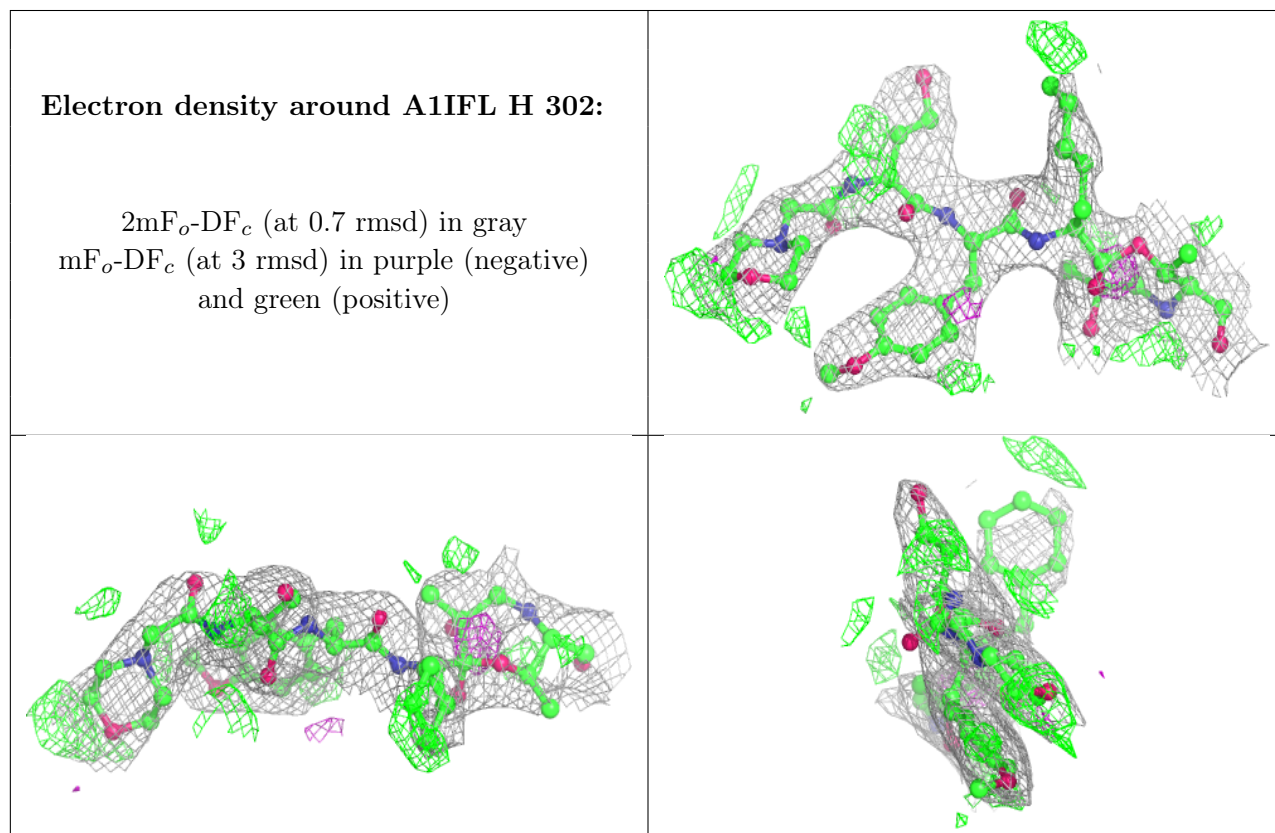 Electron density around A1IFL H 302:
2mFo-DFc (at 0.7 rmsd) in gray
mFo-DFc (at 3 rmsd) in purple (negative)
and green (positive)